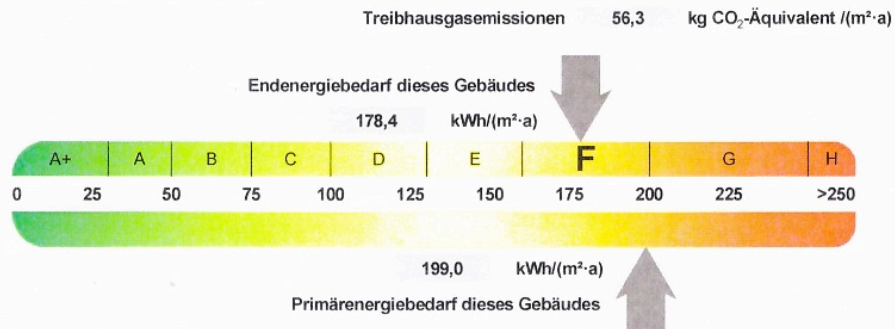 Treibhausgasemissionen 56,3 kg CO₂-Äquivalent /(m²·a)
Endenergiebedarf dieses Gebäudes
178,4 kWh/(m²·a)
A+ A B C D E F G H
0 25 50 75 100 125 150 175 200 225 >250
199,0 kWh/(m²·a)
Primärenergiebedarf dieses Gebäudes